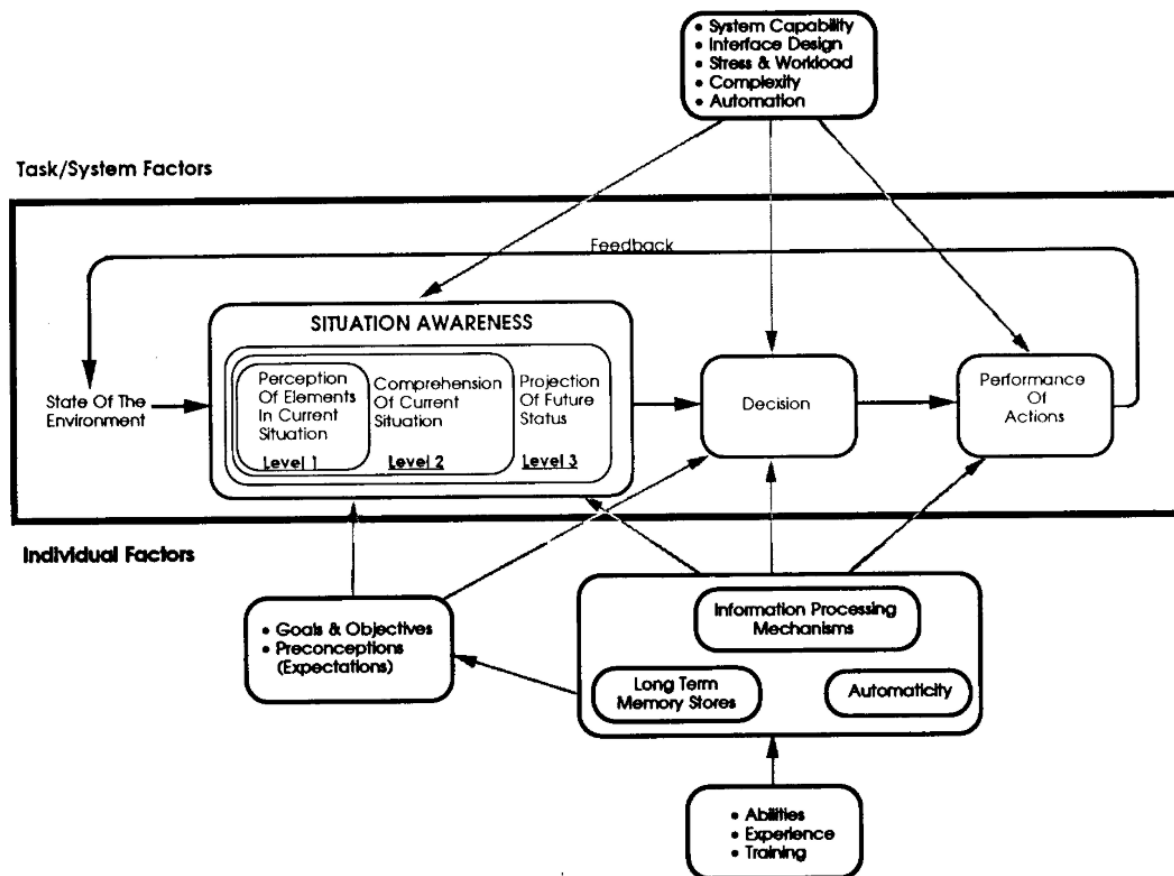 • System Capability
• Interface Design
• Stress & Workload
• Complexity
• Automation
Task/System Factors
Feedback
SITUATION AWARENESS
Perception
Of Elements
In Current
Situation
Level 1
Comprehension
Of Current
Situation
Level 2
Projection
Of Future
Status
Level 3
State Of The
Environment
Decision
Performance
Of
Actions
Individual Factors
• Goals & Objectives
• Preconceptions
(Expectations)
Information Processing
Mechanisms
Long Term
Memory Stores
Automaticity
• Abilities
• Experience
• Training